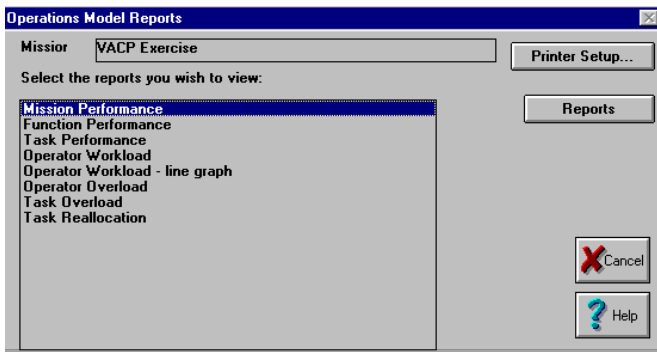 Operations Model Reports
Missior VACP Exercise
Printer Setup...
Select the reports you wish to view:
Reports
Mission Performance
Function Performance
Task Performance
Operator Workload
Operator Workload - line graph
Operator Overload
Task Overload
Task Reallocation
Cancel
Help